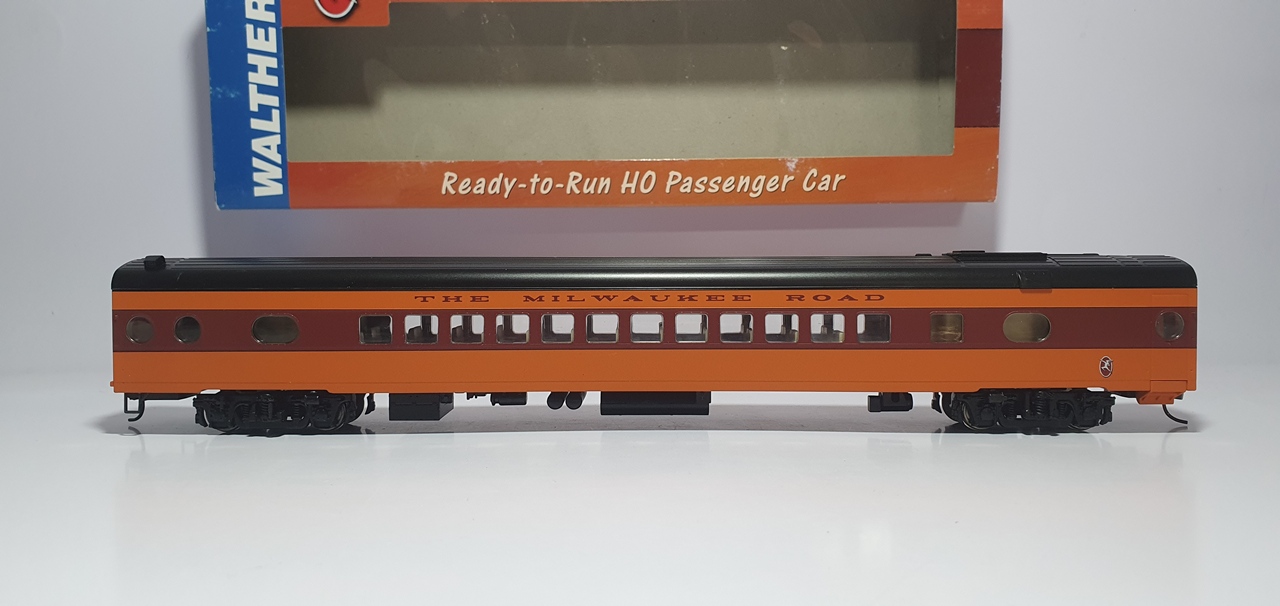 WALTHER
Ready-to-Run HO Passenger Car
THE MILWAUKEE ROAD